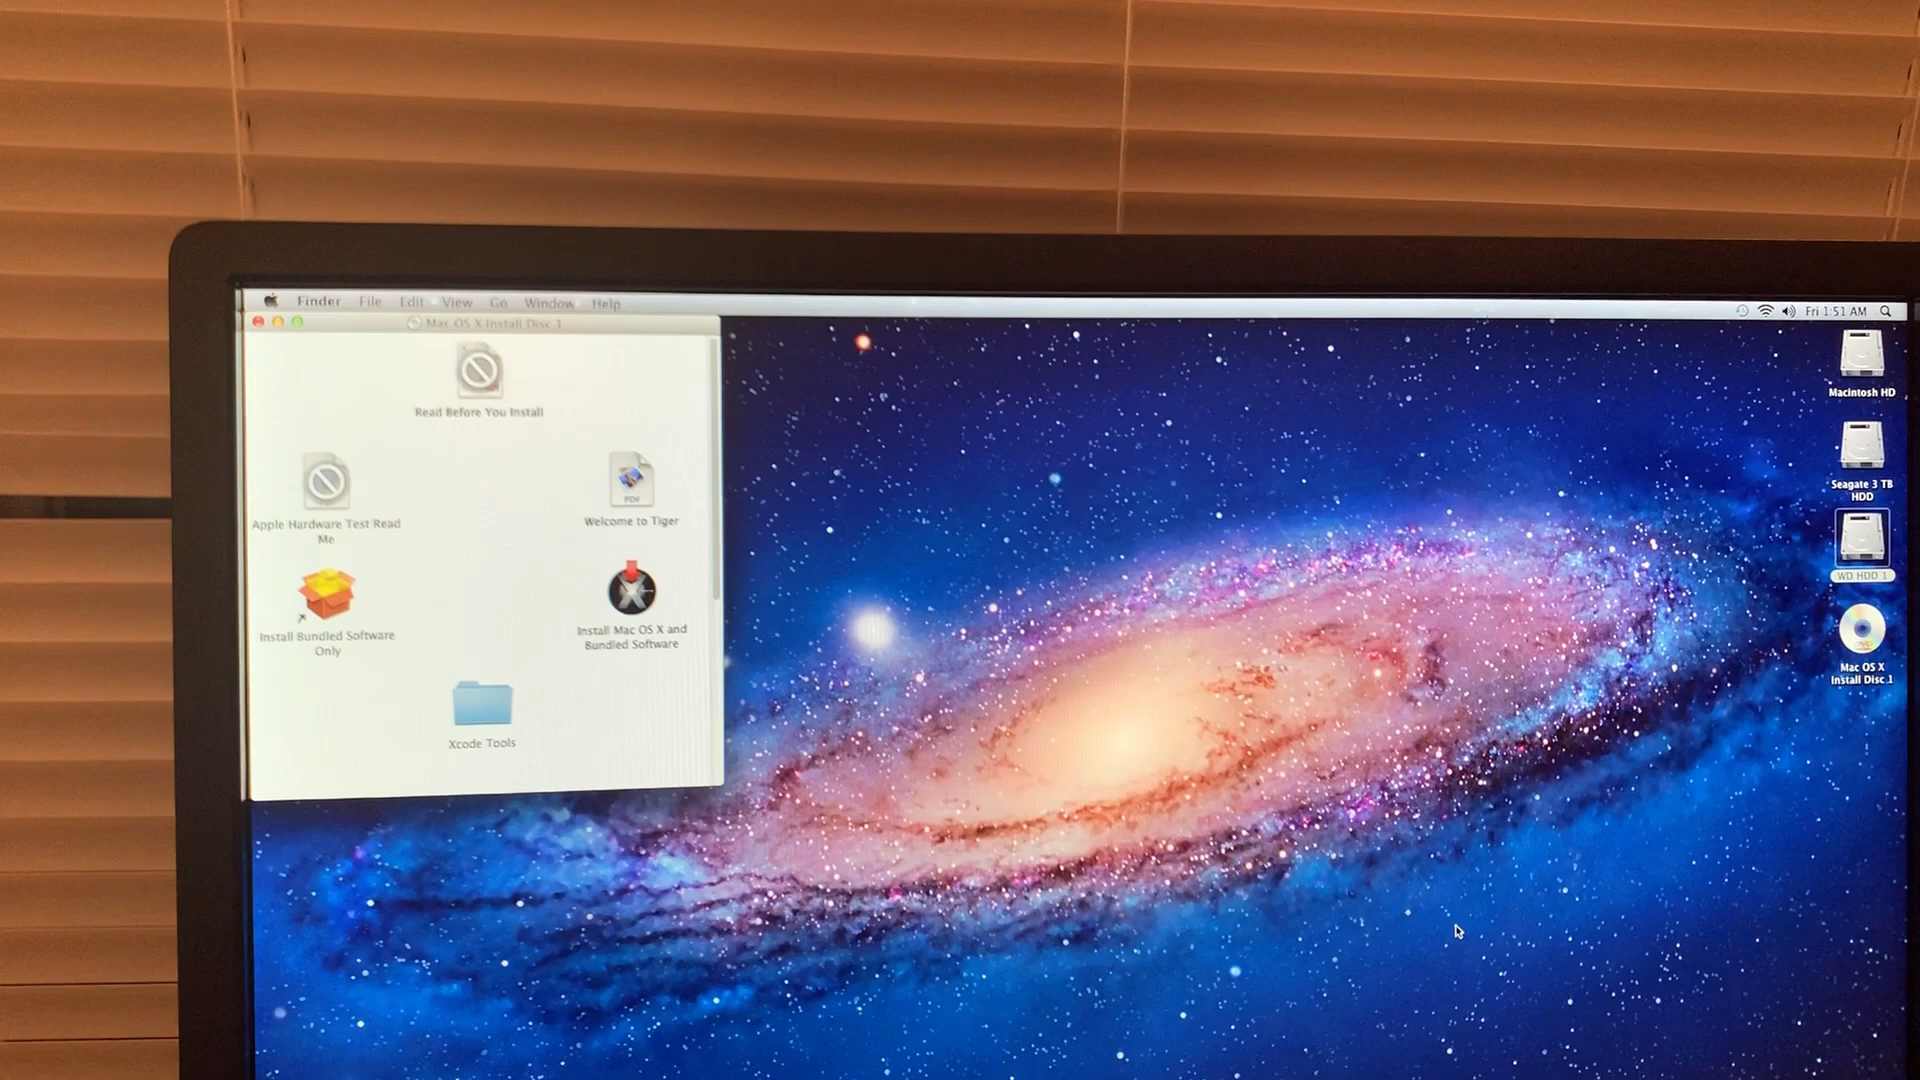 Finder File Edit View Go Window Help
Fri 1:51 AM
Mac OS X Install Disc 1
Read Before You Install
Apple Hardware Test Read
Me
PDF
Welcome to Tiger
Install Bundled Software
Only
Install Mac OS X and
Bundled Software
Xcode Tools
Macintosh HD
Seagate 3 TB
HDD
WD HDD 1
Mac OS X
Install Disc 1